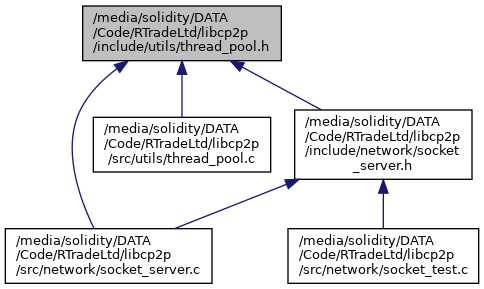 /media/solidity/DATA
/Code/RTradeLtd/libcp2p
/include/utils/thread_pool.h
/media/solidity/DATA
/Code/RTradeLtd/libcp2p
/src/utils/thread_pool.c
/media/solidity/DATA
/Code/RTradeLtd/libcp2p
/include/network/socket
_server.h
/media/solidity/DATA
/Code/RTradeLtd/libcp2p
/src/network/socket_server.c
/media/solidity/DATA
/Code/RTradeLtd/libcp2p
/src/network/socket_test.c